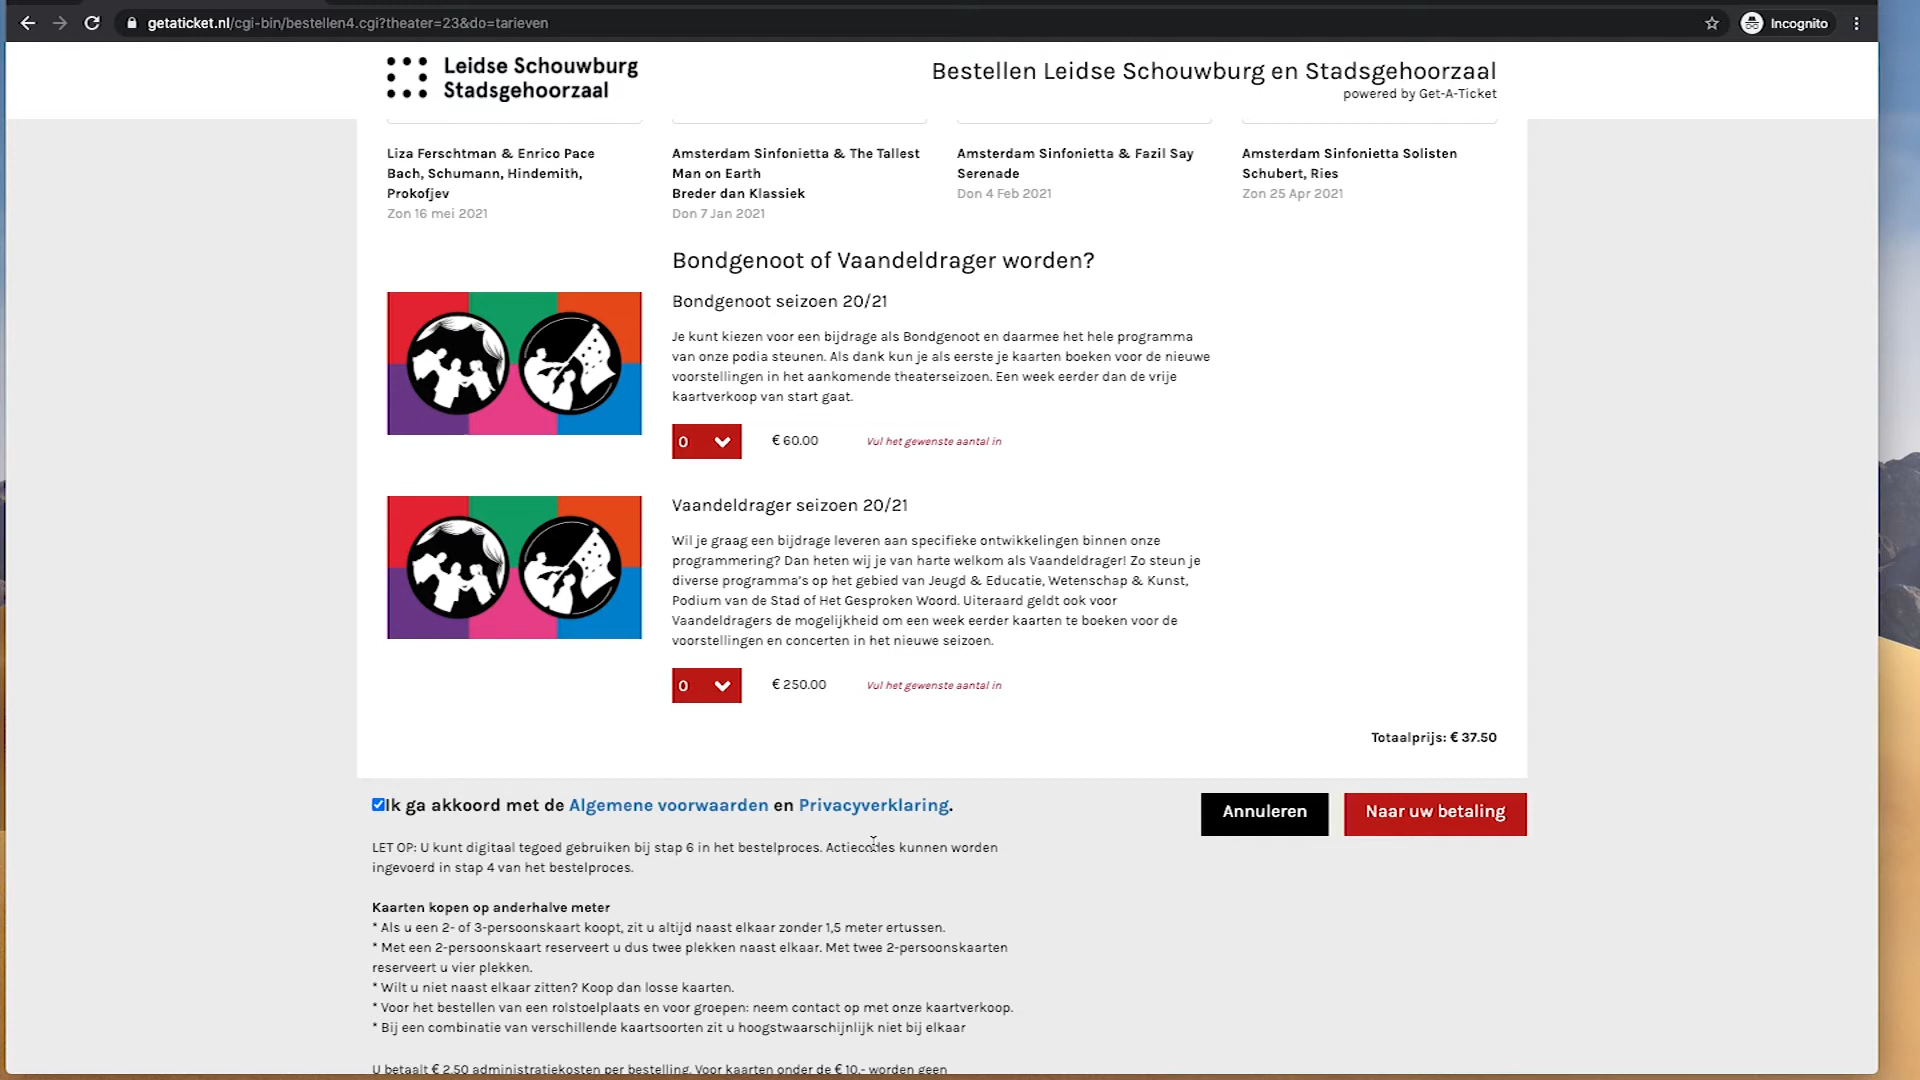 getaticket.nl/cgi-bin/bestellen4.cgi?theater=23&do=tarieven
Incognito
Leidse Schouwburg
Stadsgehoorzaal
Bestellen Leidse Schouwburg en Stadsgehoorzaal
powered by Get-A-Ticket
Liza Ferschtman & Enrico Pace
Bach, Schumann, Hindemith,
Prokofjev
Zon 16 mei 2021
Amsterdam Sinfonietta & The Tallest
Man on Earth
Breder dan Klassiek
Don 7 Jan 2021
Amsterdam Sinfonietta & Fazil Say
Serenade
Don 4 Feb 2021
Amsterdam Sinfonietta Solisten
Schubert, Ries
Zon 25 Apr 2021
Bondgenoot of Vaandeldrager worden?
Bondgenoot seizoen 20/21
Je kunt kiezen voor een bijdrage als Bondgenoot en daarmee het hele programma
van onze podia steunen. Als dank kun je als eerste je kaarten boeken voor de nieuwe
voorstellingen in het aankomende theaterseizoen. Een week eerder dan de vrije
kaartverkoop van start gaat.
0
€ 60.00
Vul het gewenste aantal in
Vaandeldrager seizoen 20/21
Wil je graag een bijdrage leveren aan specifieke ontwikkelingen binnen onze
programmering? Dan heten wij je van harte welkom als Vaandeldrager! Zo steun je
diverse programma's op het gebied van Jeugd & Educatie, Wetenschap & Kunst,
Podium van de Stad of Het Gesproken Woord. Uiteraard geldt ook voor
Vaandeldragers de mogelijkheid om een week eerder kaarten te boeken voor de
voorstellingen en concerten in het nieuwe seizoen.
0
€ 250.00
Vul het gewenste aantal in
Totaalprijs: € 37.50
Ik ga akkoord met de Algemene voorwaarden en Privacyverklaring.
Annuleren
Naar uw betaling
LET OP: U kunt digitaal tegoed gebruiken bij stap 6 in het bestelproces. Actiecodes kunnen worden
ingevoerd in stap 4 van het bestelproces.
Kaarten kopen op anderhalve meter
* Als u een 2- of 3-persoonskaart koopt, zit u altijd naast elkaar zonder 1,5 meter ertussen.
* Met een 2-persoonskaart reserveert u dus twee plekken naast elkaar. Met twee 2-persoonskaarten
reserveert u vier plekken.
* Wilt u niet naast elkaar zitten? Koop dan losse kaarten.
* Voor het bestellen van een rolstoelplaats en voor groepen: neem contact op met onze kaartverkoop.
* Bij een combinatie van verschillende kaartsoorten zit u hoogstwaarschijnlijk niet bij elkaar
U betaalt € 2,50 administratiekosten per bestelling. Voor kaarten onder de € 10,- worden geen